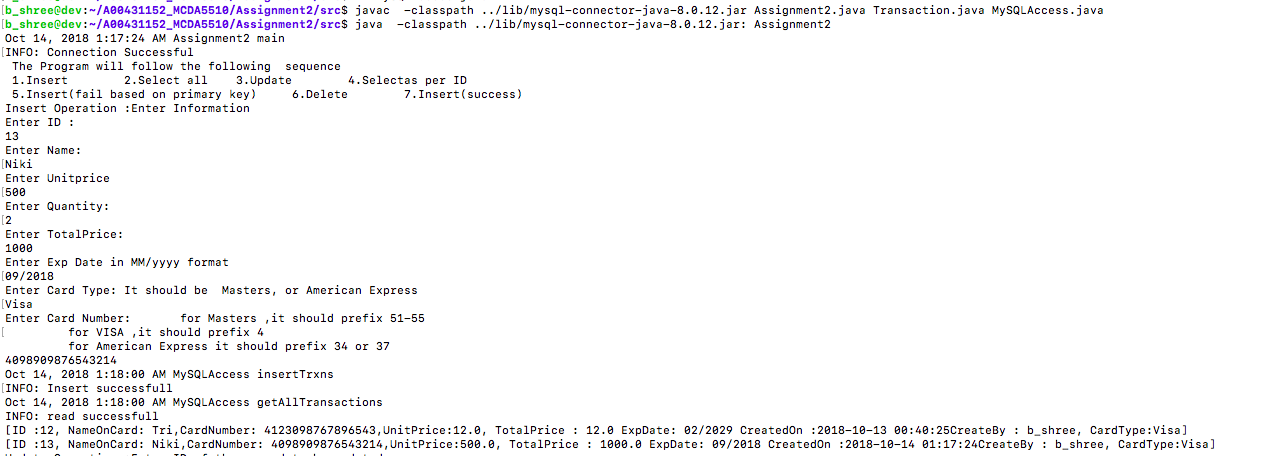 [b_shree@dev:~/A00431152_MCDA5510/Assignment2/src$ javac  -classpath ../lib/mysql-connector-java-8.0.12.jar Assignment2.java Transaction.java MySQLAccess.java
[b_shree@dev:~/A00431152_MCDA5510/Assignment2/src$ java  -classpath ../lib/mysql-connector-java-8.0.12.jar: Assignment2
Oct 14, 2018 1:17:24 AM Assignment2 main
[INFO: Connection Successful
The Program will follow the following  sequence
1.Insert        2.Select all    3.Update        4.Selectas per ID
5.Insert(fail based on primary key)     6.Delete        7.Insert(success)
Insert Operation :Enter Information
Enter ID :
13
Enter Name:
[Niki
Enter Unitprice
[500
Enter Quantity:
[2
Enter TotalPrice:
1000
Enter Exp Date in MM/yyyy format
[09/2018
Enter Card Type: It should be  Masters, or American Express
[Visa
Enter Card Number:       for Masters ,it should prefix 51-55
[         for VISA ,it should prefix 4
for American Express it should prefix 34 or 37
4098909876543214
Oct 14, 2018 1:18:00 AM MySQLAccess insertTrxns
[INFO: Insert successfull
Oct 14, 2018 1:18:00 AM MySQLAccess getAllTransactions
INFO: read successfull
[ID :12, NameOnCard: Tri,CardNumber: 4123098767896543,UnitPrice:12.0, TotalPrice : 12.0 ExpDate: 02/2029 CreatedOn :2018-10-13 00:40:25CreateBy : b_shree, CardType:Visa]
[ID :13, NameOnCard: Niki,CardNumber: 4098909876543214,UnitPrice:500.0, TotalPrice : 1000.0 ExpDate: 09/2018 CreatedOn :2018-10-14 01:17:24CreateBy : b_shree, CardType:Visa]